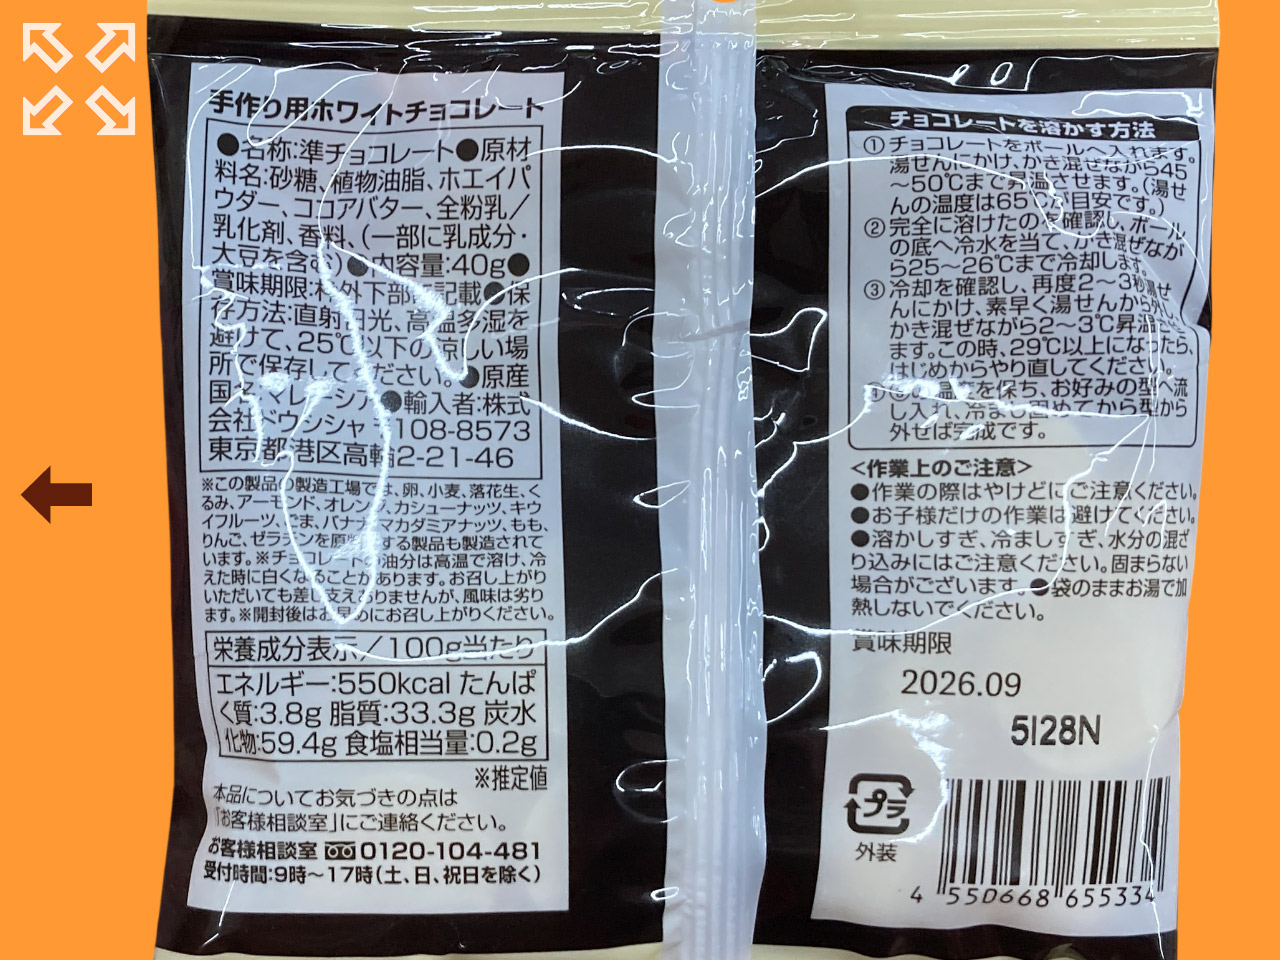 手作り用ホワイトチョコレート
●名称:準チョコレート●原材
料名:砂糖、植物油脂、ホエイパ
ウダー、ココアバター、全粉乳/
乳化剤、香料、(一部に乳成分・
大豆を含む)●内容量:40g●
賞味期限:枠外下部に記載●保
存方法:直射日光、高温多湿を
避けて、25℃以下の涼しい場
所で保存してください。●原産
国名:マレーシア●輸入者:株式
会社ドウシシャ 〒108-8573
東京都港区高輪2-21-46
※この製品の製造工場では、卵、小麦、落花生、く
るみ、アーモンド、オレンジ、カシューナッツ、キウ
イフルーツ、ごま、バナナ、マカダミアナッツ、もも、
りんご、ゼラチンを原料とする製品も製造されて
います。※チョコレートの油分は高温で溶け、冷
えた時に白くなることがあります。お召し上がり
いただいても差し支えありませんが、風味は劣り
ます。※開封後はお早めにお召し上がりください。
栄養成分表示/100g当たり
エネルギー:550kcal たんぱ
く質:3.8g 脂質:33.3g 炭水
化物:59.4g 食塩相当量:0.2g
※推定値
本品についてお気づきの点は
「お客様相談室」にご連絡ください。
お客様相談室 0120-104-481
受付時間:9時〜17時(土、日、祝日を除く)
チョコレートを溶かす方法
①チョコレートをボールへ入れます。
湯せんにかけ、かき混ぜながら45
〜50℃まで昇温させます。(湯せ
んの温度は65℃が目安です。)
②完全に溶けたのを確認し、ボール
の底へ冷水を当て、かき混ぜなが
ら25〜26℃まで冷却します。
③冷却を確認し、再度2〜3秒湯せ
んにかけ、素早く湯せんから外し、
かき混ぜながら2〜3℃昇温させ
ます。この時、29℃以上になったら、
はじめからやり直してください。
④③の温度を保ち、お好みの型へ流
し入れ、冷まし固めてから型から
外せば完成です。
<作業上のご注意>
●作業の際はやけどにご注意ください。
●お子様だけの作業は避けてください。
●溶かしすぎ、冷ましすぎ、水分の混ざ
り込みにはご注意ください。固まらない
場合がございます。●袋のままお湯で加
熱しないでください。
賞味期限
2026.09
5I28N
プラ
外装
4 550668 655334